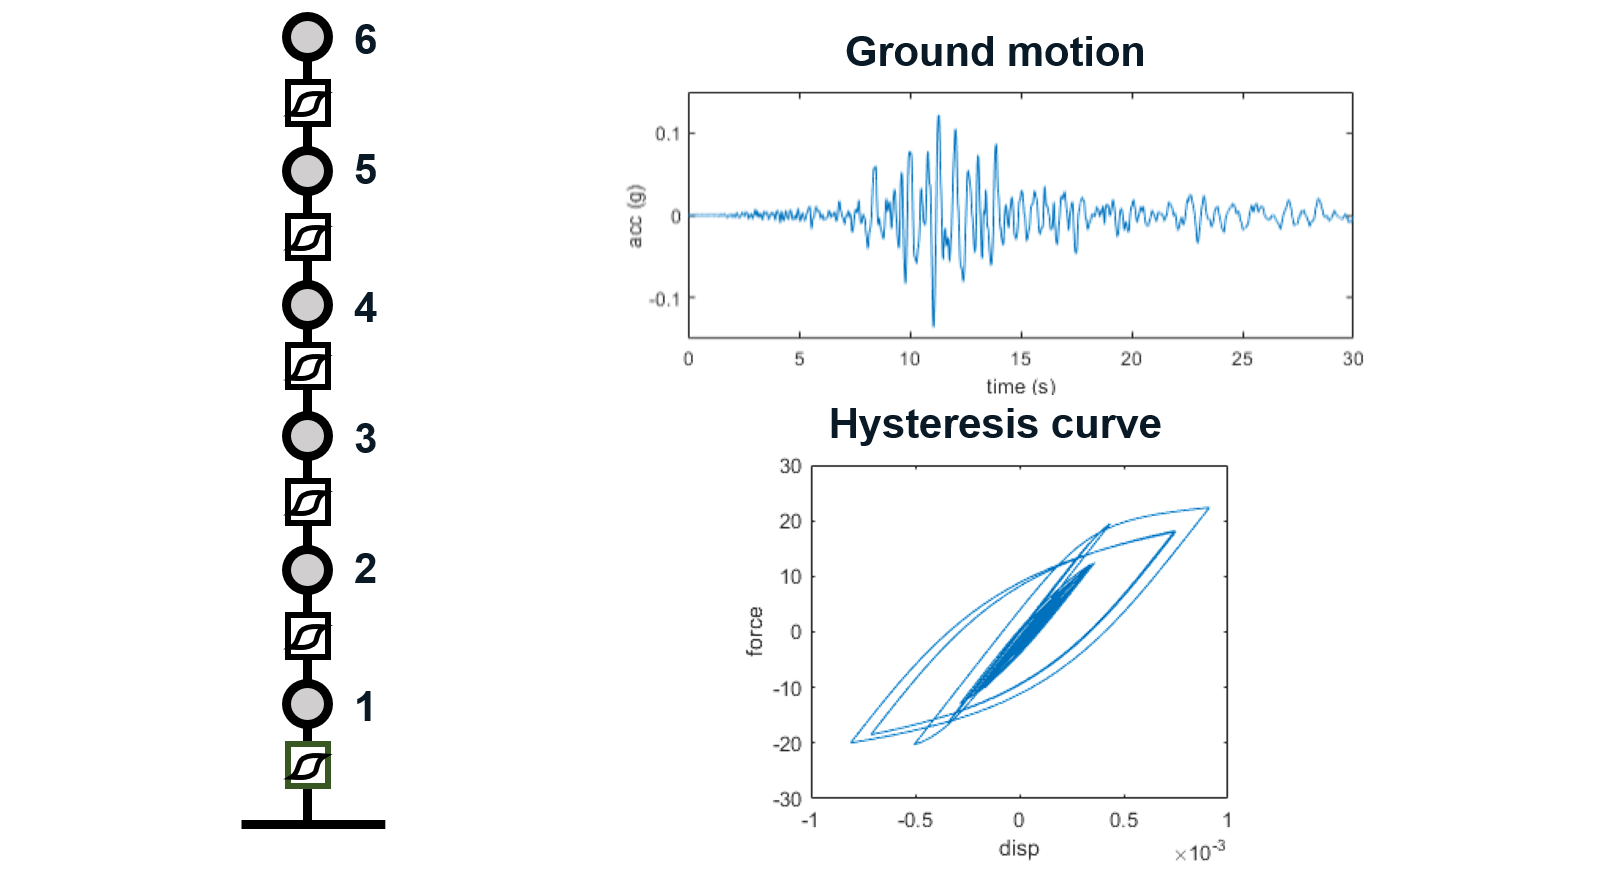 6
5
4
3
2
1
Ground motion
0.1
0
-0.1
acc (g)
0 5 10 15 20 25 30
time (s)
Hysteresis curve
30
20
10
0
-10
-20
-30
force
-1 -0.5 0 0.5 1
disp
×10-3